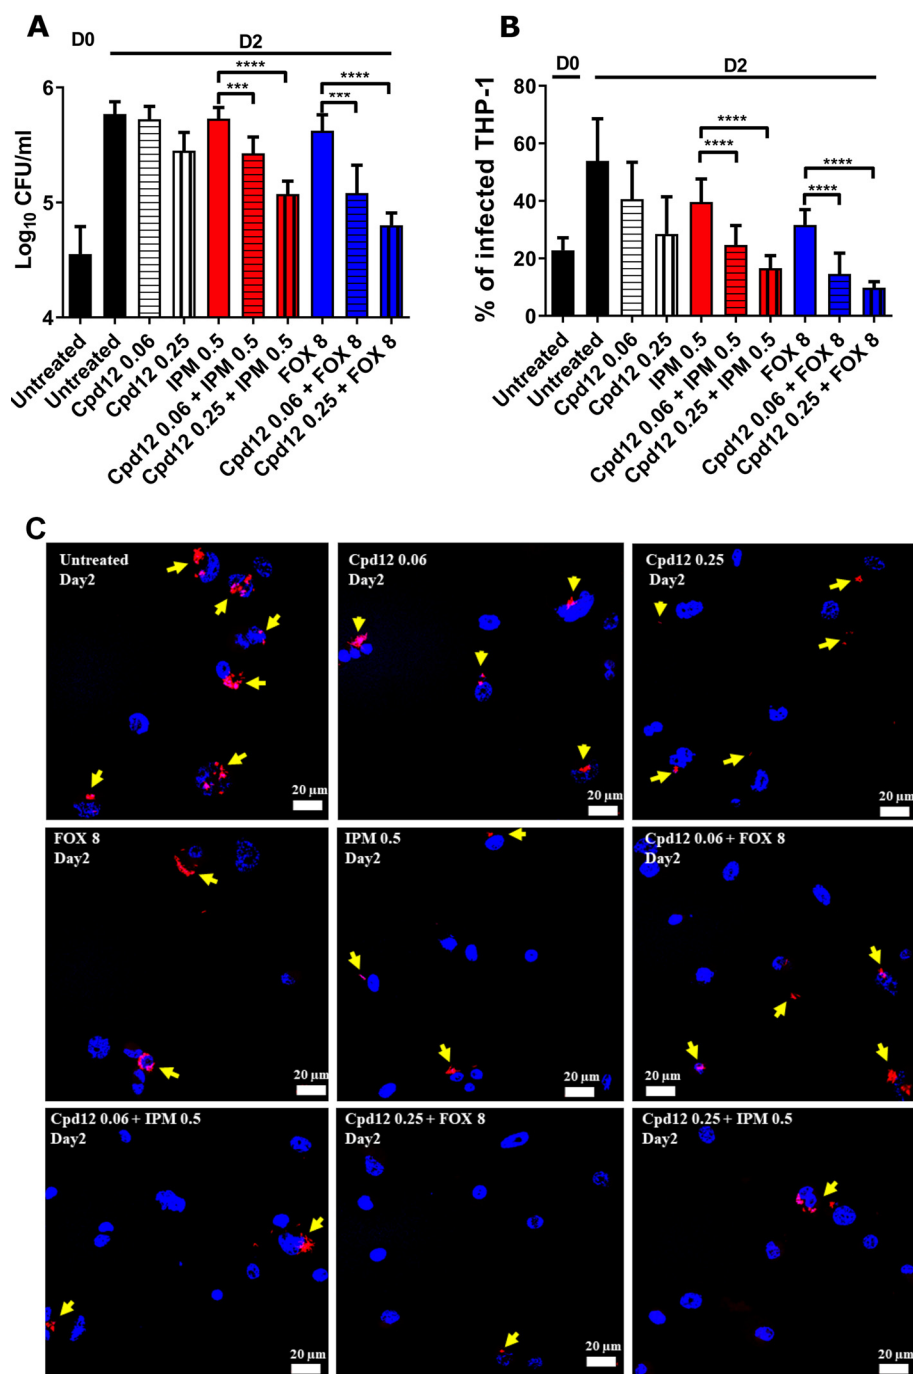 A
D0
D2
****
***
****
***
Log₁₀ CFU/ml
6
5
4
Untreated
Untreated
Cpd12 0.06
Cpd12 0.25
IPM 0.5
Cpd12 0.06 + IPM 0.5
Cpd12 0.25 + IPM 0.5
FOX 8
Cpd12 0.06 + FOX 8
Cpd12 0.25 + FOX 8
B
D0
D2
****
****
****
****
% of infected THP-1
80
60
40
20
0
Untreated
Untreated
Cpd12 0.06
Cpd12 0.25
IPM 0.5
Cpd12 0.06 + IPM 0.5
Cpd12 0.25 + IPM 0.5
FOX 8
Cpd12 0.06 + FOX 8
Cpd12 0.25 + FOX 8
C
Untreated
Day2
20 µm
Cpd12 0.06
Day2
20 µm
Cpd12 0.25
Day2
20 µm
FOX 8
Day2
20 µm
IPM 0.5
Day2
20 µm
Cpd12 0.06 + FOX 8
Day2
20 µm
Cpd12 0.06 + IPM 0.5
Day2
20 µm
Cpd12 0.25 + FOX 8
Day2
20 µm
Cpd12 0.25 + IPM 0.5
Day2
20 µm